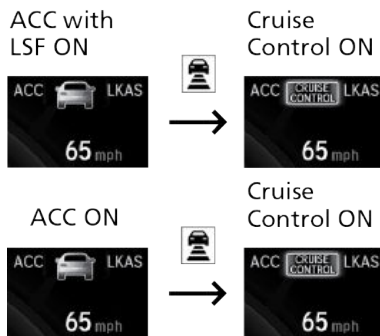 ACC with
LSF ON
Cruise
Control ON
ACC LKAS
65 mph
ACC CRUISE CONTROL LKAS
65 mph
ACC ON
Cruise
Control ON
ACC LKAS
65 mph
ACC CRUISE CONTROL LKAS
65 mph